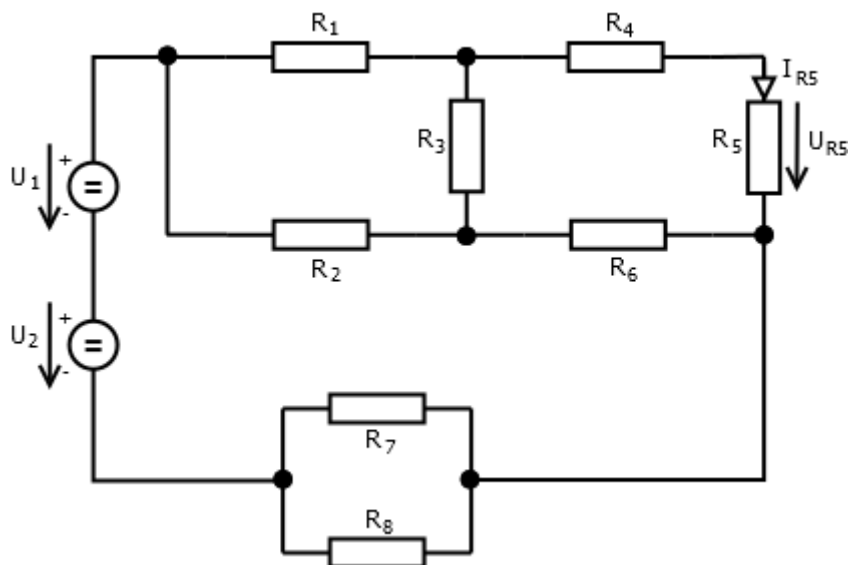 R1
R4
IR5
R3
R5
UR5
U1
+
=
-
R2
R6
U2
+
=
-
R7
R8